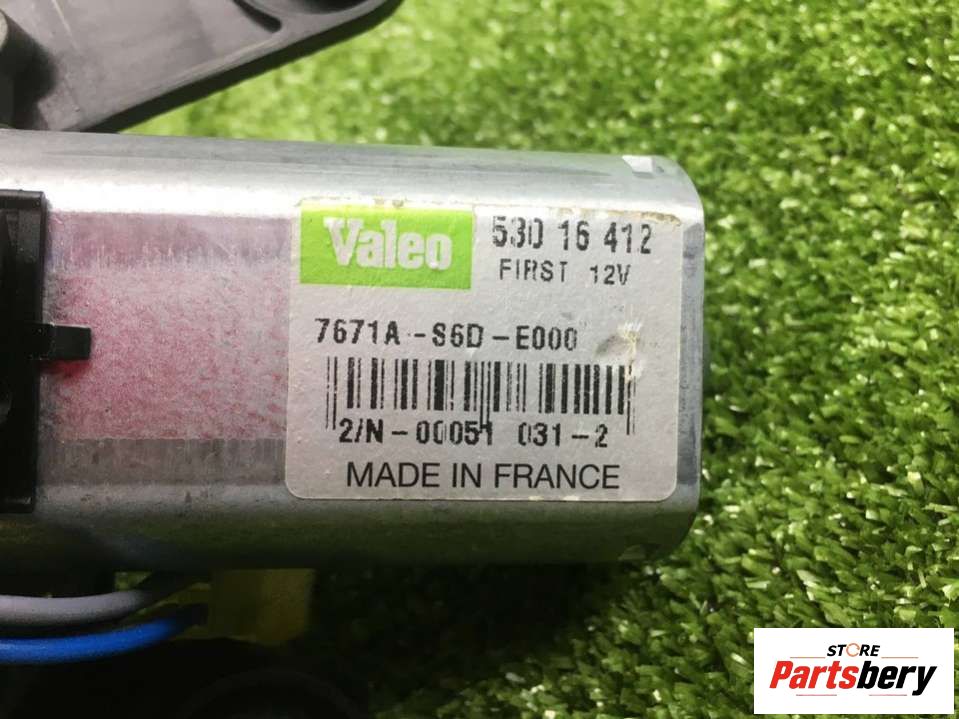 Valeo
530 16 412
FIRST 12V
7671A-S6D-E000
2/N-00051 031-2
MADE IN FRANCE
STORE
Partsbery